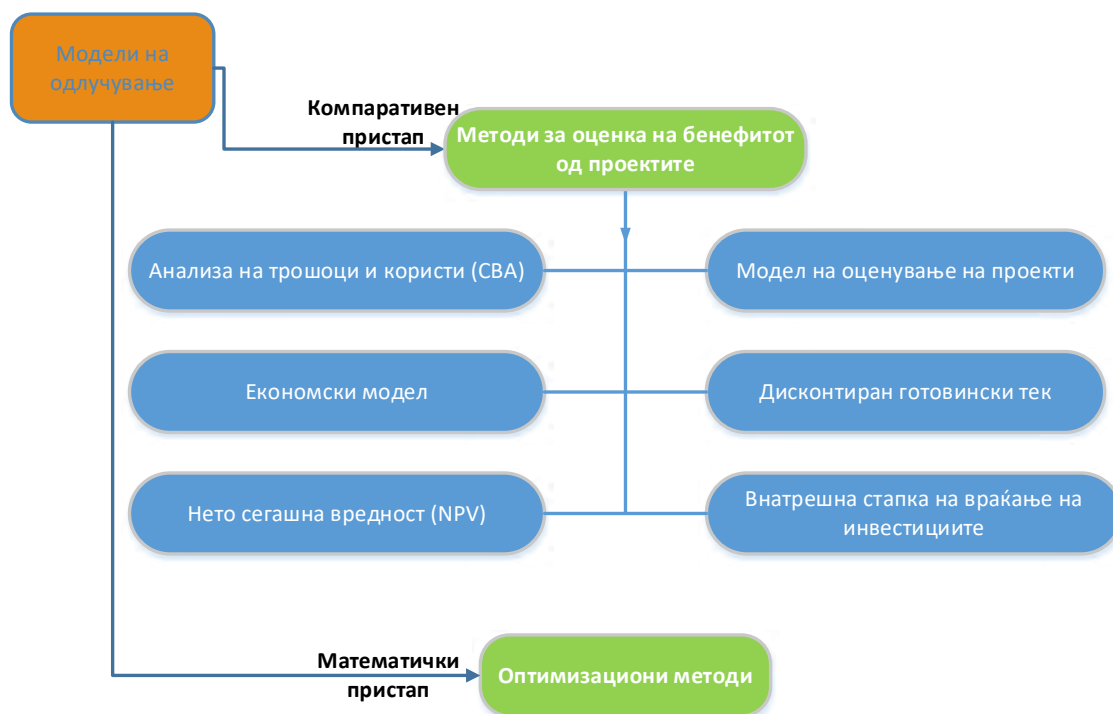 Модели на
одлучување
Компаративен
пристап
Методи за оценка на бенефитот
од проектите
Анализа на трошоци и користи (CBA)
Модел на оценување на проекти
Економски модел
Дисконтиран готовински тек
Нето сегашна вредност (NPV)
Внатрешна стапка на враќање на
инвестициите
Математички
пристап
Оптимизациони методи